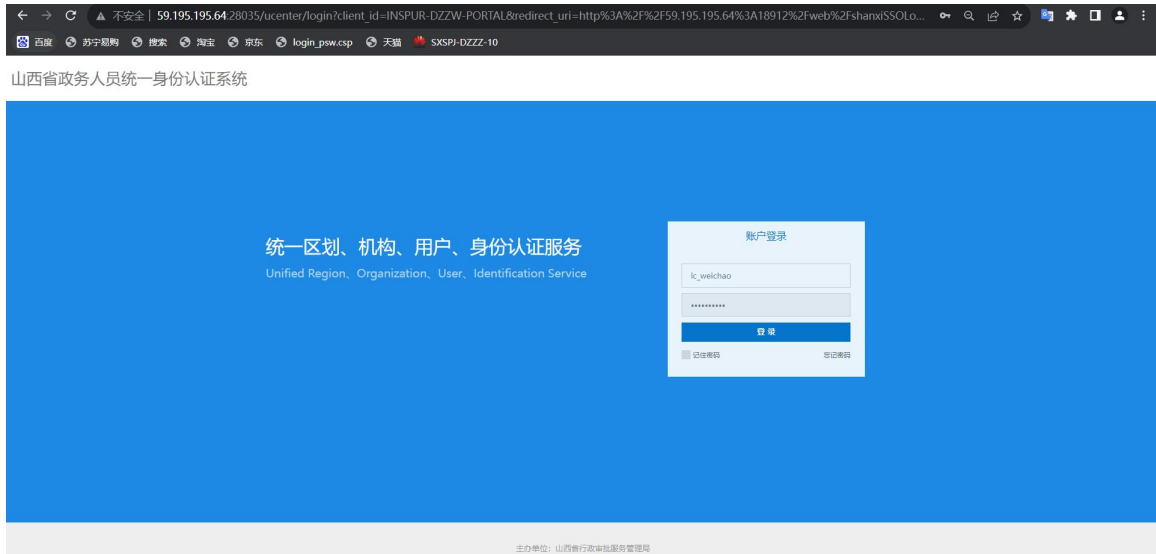 不安全 | 59.195.195.64:28035/ucenter/login?client_id=INSPUR-DZZW-PORTAL&redirect_uri=http%3A%2F%2F59.195.195.64%3A18912%2Fweb%2FshanxiSSOLo...
百度 苏宁易购 搜索 淘宝 京东 login_psw.csp 天猫 SXSPJ-DZZZ-10
山西省政务人员统一身份认证系统
统一区划、机构、用户、身份认证服务
Unified Region、Organization、User、Identification Service
账户登录
lc_weichao
••••••••••
登 录
记住密码 忘记密码
主办单位：山西省行政审批服务管理局